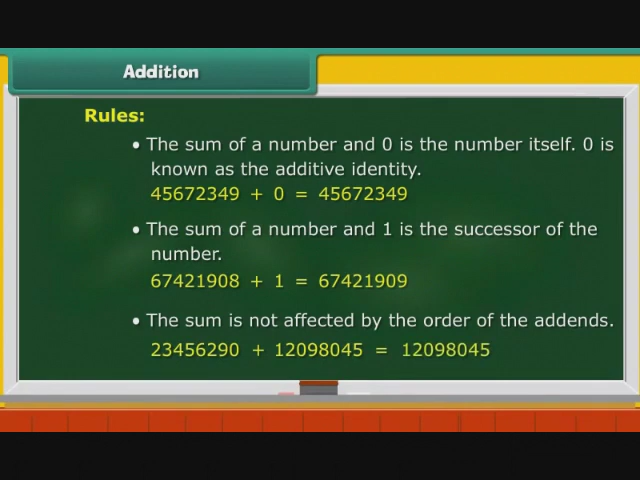 Addition
Rules:
• The sum of a number and 0 is the number itself. 0 is
known as the additive identity.
45672349 + 0 = 45672349
• The sum of a number and 1 is the successor of the
number.
67421908 + 1 = 67421909
• The sum is not affected by the order of the addends.
23456290 + 12098045 = 12098045